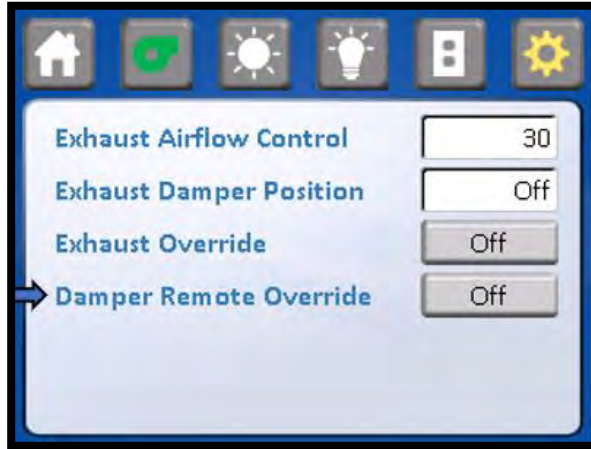 Exhaust Airflow Control 30
Exhaust Damper Position Off
Exhaust Override Off
Damper Remote Override Off